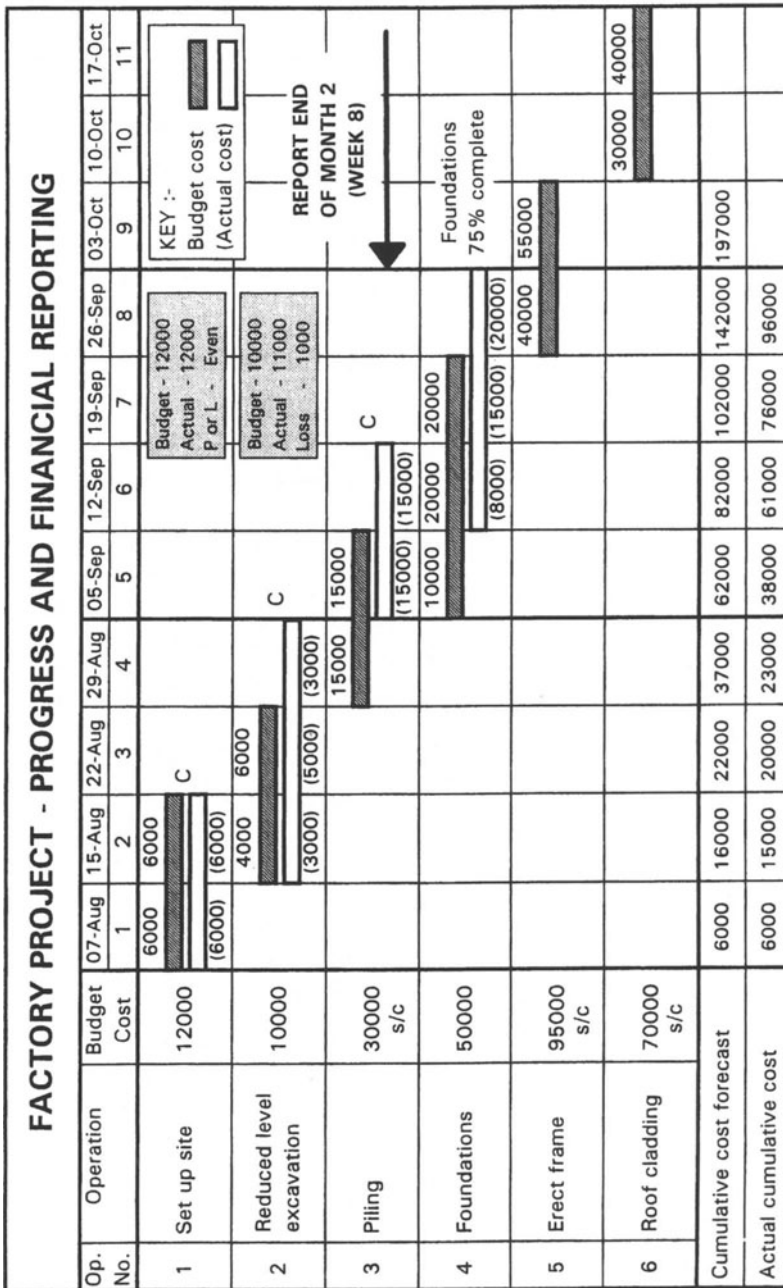 FACTORY PROJECT - PROGRESS AND FINANCIAL REPORTING
Op. No. Operation Budget Cost 07-Aug 15-Aug 22-Aug 29-Aug 05-Sep 12-Sep 19-Sep 26-Sep 03-Oct 10-Oct 17-Oct
1 2 3 4 5 6 7 8 9 10 11
1 Set up site 12000
6000 6000
C
(6000) (6000)
Budget - 12000
Actual - 12000
P or L - Even
KEY :-
Budget cost
(Actual cost)
2 Reduced level
excavation
10000
4000 6000
C
(3000) (5000) (3000)
Budget - 10000
Actual - 11000
Loss - 1000
3 Piling 30000
s/c
15000 15000
C
(15000) (15000)
REPORT END
OF MONTH 2
(WEEK 8)
4 Foundations 50000
10000 20000 20000
(8000) (15000) (20000)
Foundations
75% complete
5 Erect frame 95000
s/c
40000 55000
6 Roof cladding 70000
s/c
30000 40000
Cumulative cost forecast 6000 16000 22000 37000 62000 82000 102000 142000 197000
Actual cumulative cost 6000 15000 20000 23000 38000 61000 76000 96000